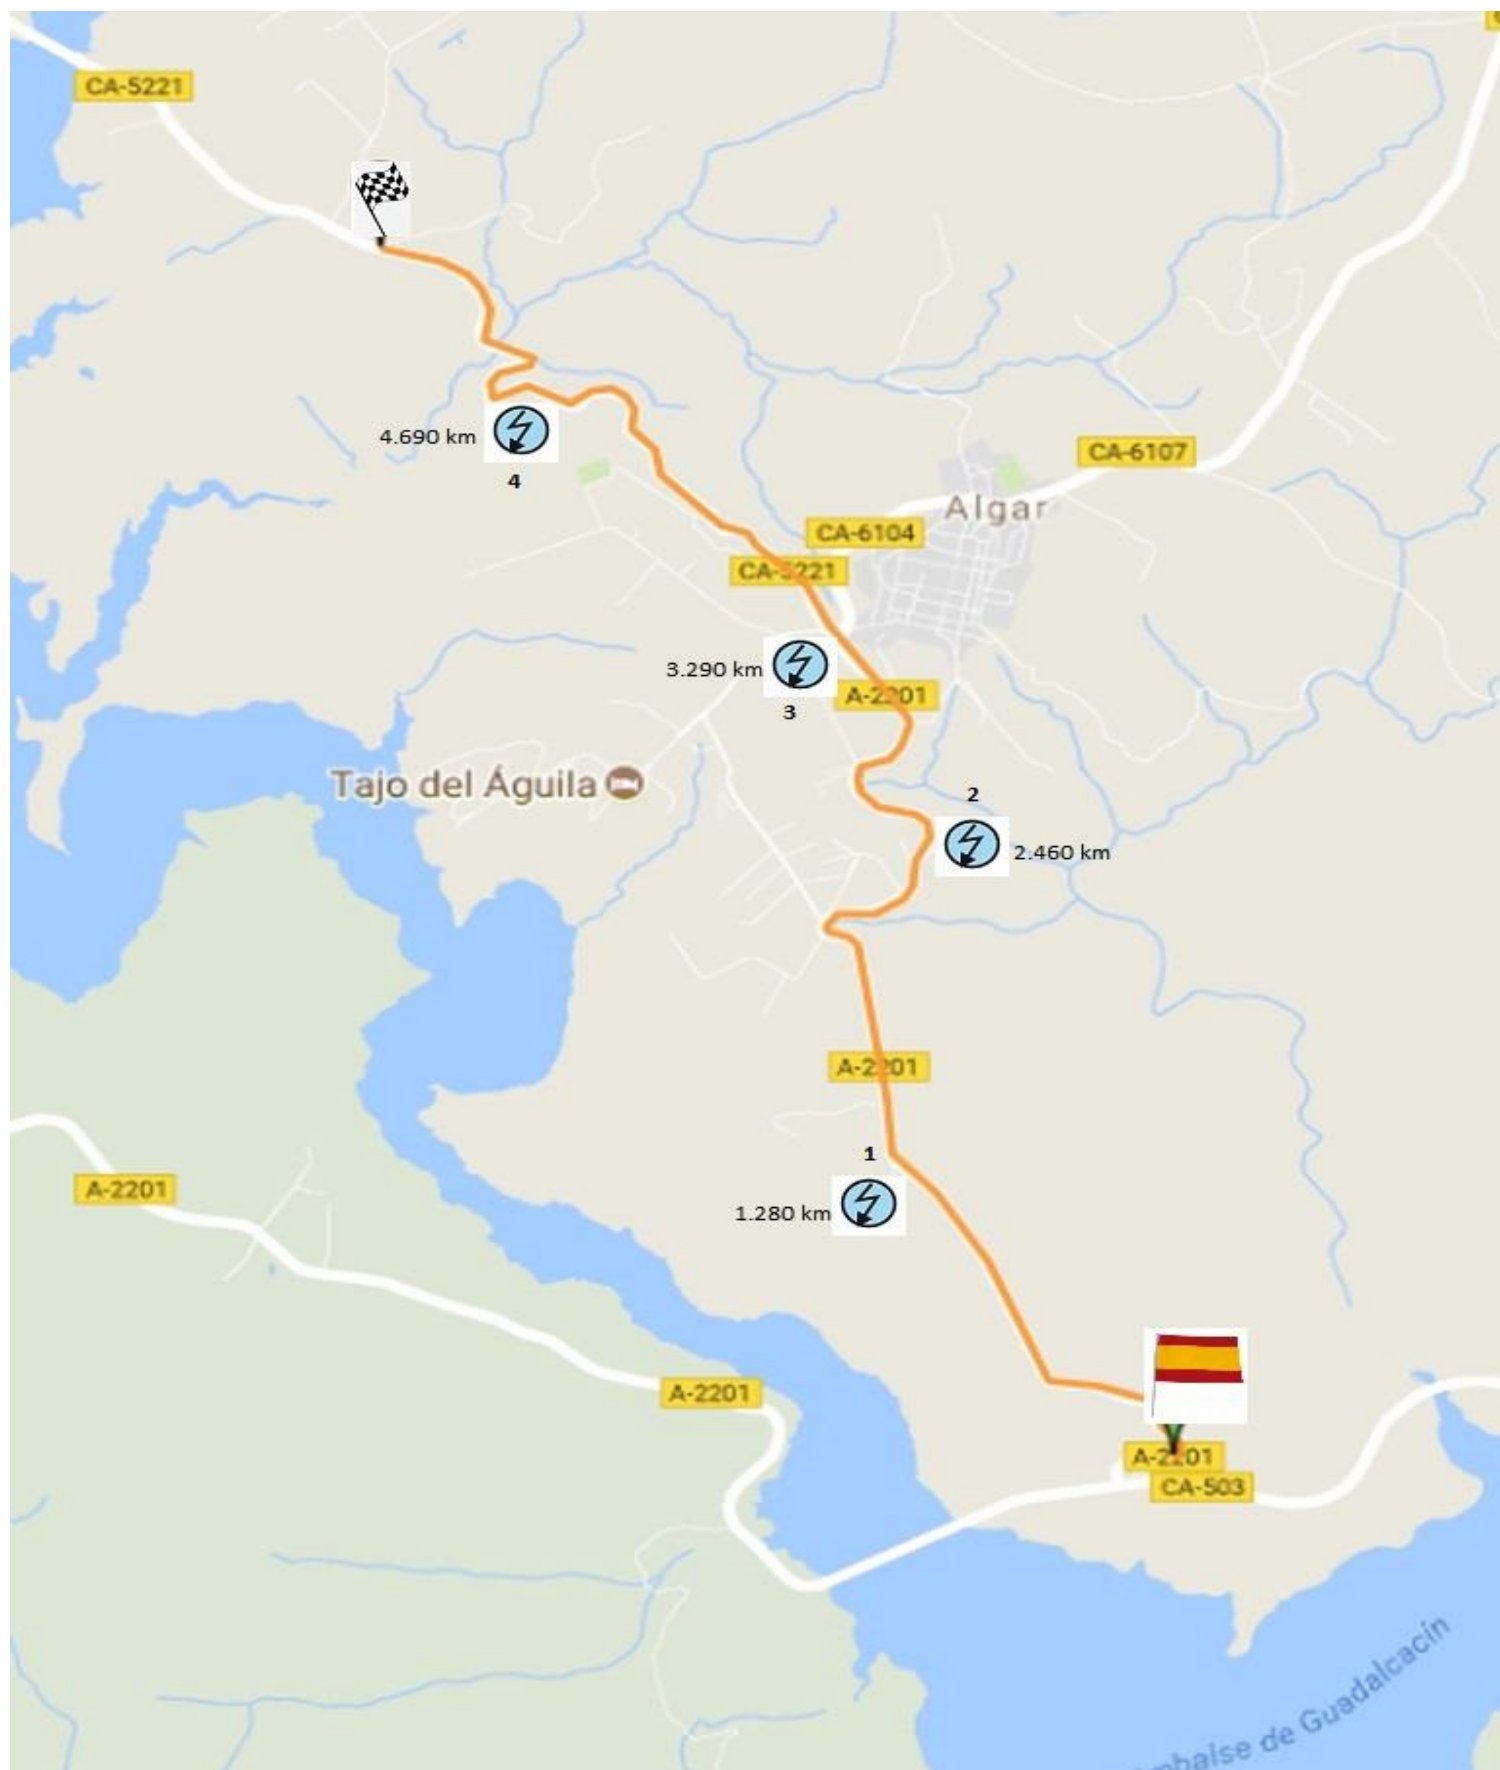 CA-5221
4.690 km
4
CA-6107
Algar
CA-6104
CA-5221
3.290 km
3
A-2201
Tajo del Águila
2
2.460 km
A-2201
1
1.280 km
A-2201
A-2201
A-2201
CA-503
Embalse de Guadalcacín